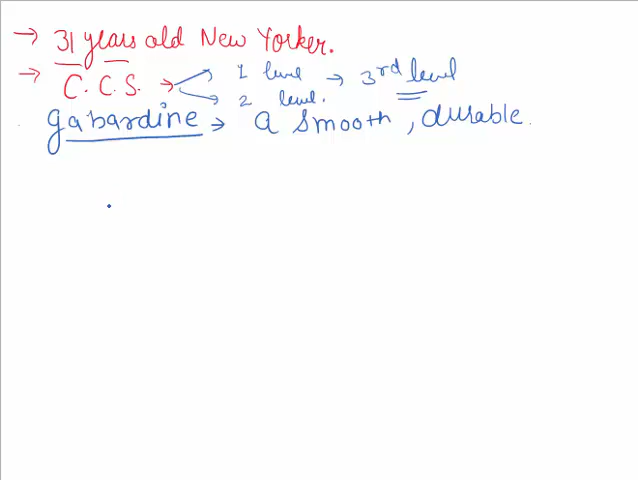 → 31 years old New Yorker.
→ C.C.S. → 1 level → 3rd level
2 level.
gabardine → a smooth, durable.